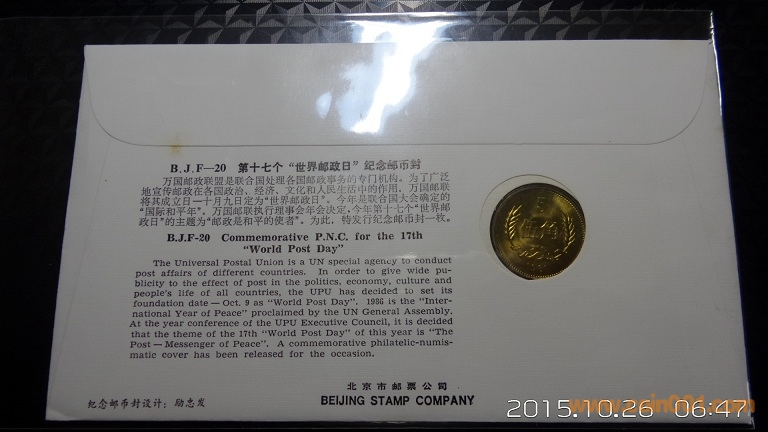 B.J.F—20 第十七个“世界邮政日”纪念邮币封
万国邮政联盟是联合国处理各国邮政事务的专门机构。为了广泛
地宣传邮政在各国政治、经济、文化和人民生活中的作用，万国邮联
将其成立日—十月九日定为“世界邮政日”。今年是联合国大会确定的
“国际和平年”。万国邮联执行理事会年会决定，今年第十七个“世界邮
政日”的主题为“邮政是和平的使者”。为此，特发行纪念邮币封一枚。
B.J.F-20 Commemorative P.N.C. for the 17th
“World Post Day”
The Universal Postal Union is a UN special agency to conduct
post affairs of different countries. In order to give wide pu-
blicity to the effect of post in the politics, economy, culture and
people's life of all countries, the UPU has decided to set its
foundation date — Oct. 9 as “World Post Day”. 1986 is the “Inter-
national Year of Peace” proclaimed by the UN General Assembly.
At the year conference of the UPU Executive Council, it is decided
that the theme of the 17th “World Post Day” of this year is “The
Post — Messenger of Peace”. A commemorative philatelic-numis-
matic cover has been released for the occasion.
伍角
北京市邮票公司
BEIJING STAMP COMPANY
纪念邮币封设计：励忠发
2015.10.26 06:47
www.coin001.com